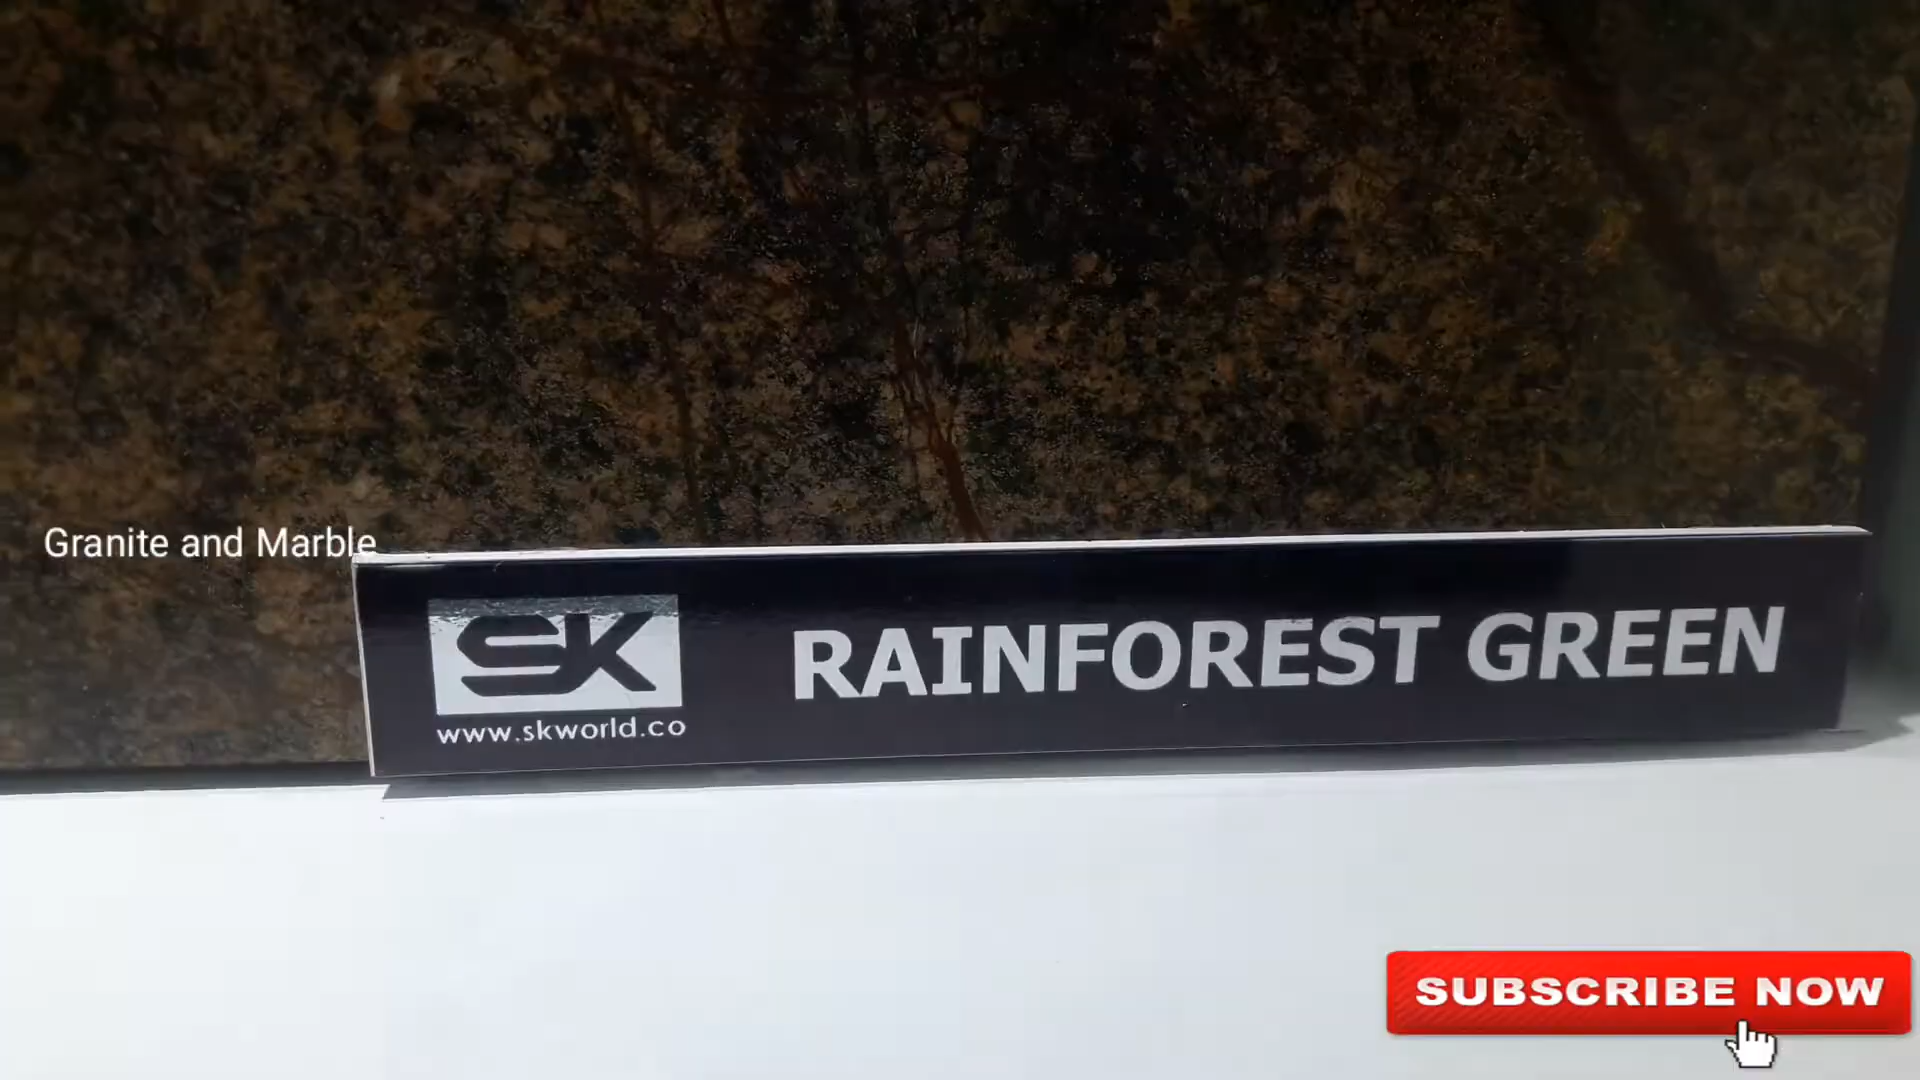 Granite and Marble
SK
www.skworld.co
RAINFOREST GREEN
SUBSCRIBE NOW